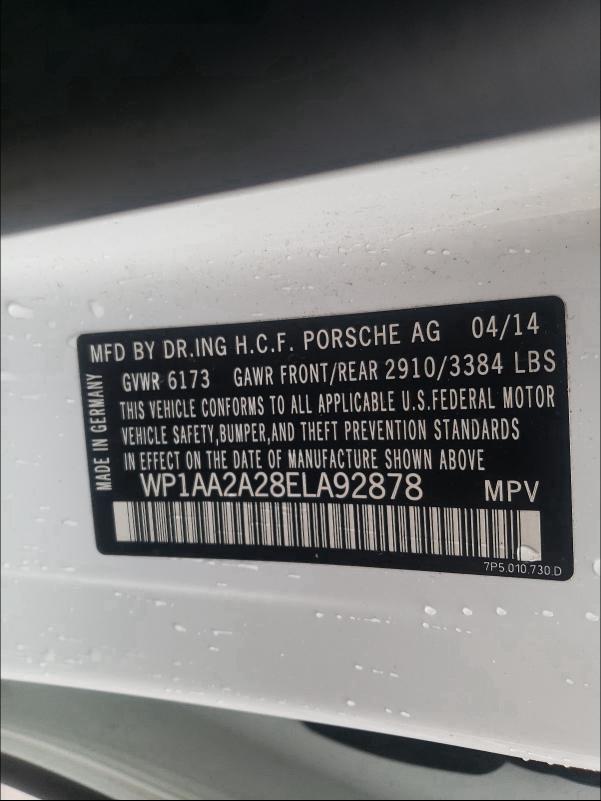 MFD BY DR.ING H.C.F. PORSCHE AG 04/14
GVWR 6173 GAWR FRONT/REAR 2910/3384 LBS
THIS VEHICLE CONFORMS TO ALL APPLICABLE U.S.FEDERAL MOTOR
VEHICLE SAFETY,BUMPER,AND THEFT PREVENTION STANDARDS
IN EFFECT ON THE DATE OF MANUFACTURE SHOWN ABOVE
WP1AA2A28ELA92878 MPV
7P5.010.730.D
MADE IN GERMANY